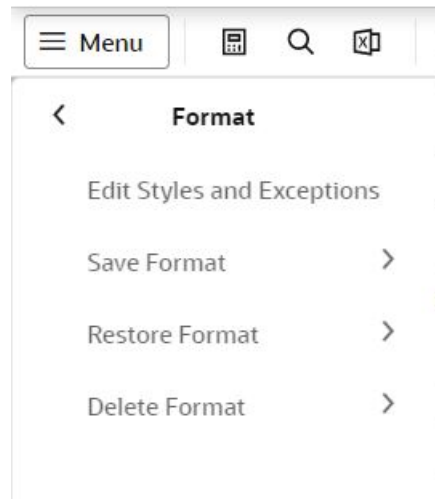 Menu
Format
Edit Styles and Exceptions
Save Format
Restore Format
Delete Format